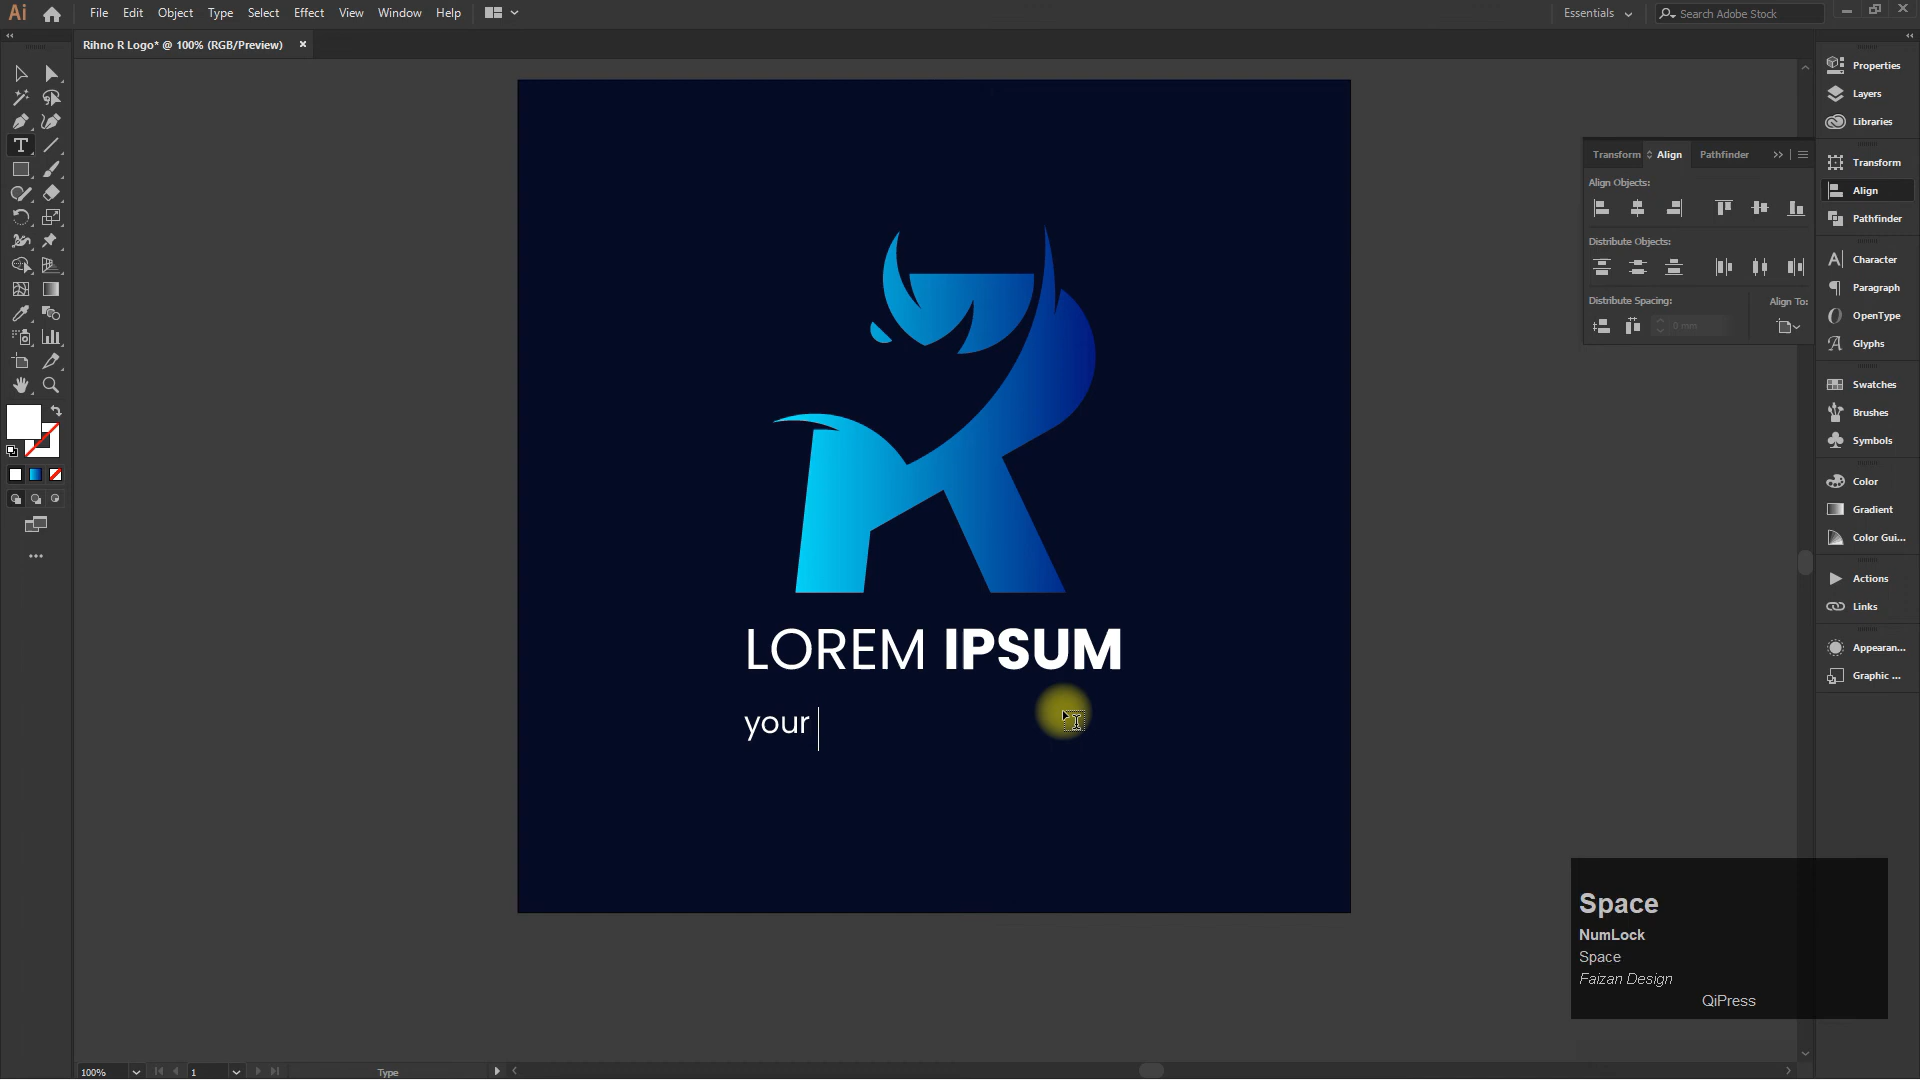 Ai File Edit Object Type Select Effect View Window Help Essentials Search Adobe Stock
Rihno R Logo* @ 100% (RGB/Preview) ×
Properties
Layers
Libraries
Transform Align Pathfinder
Transform
Align Objects:
Align
Pathfinder
Distribute Objects:
Character
Paragraph
Distribute Spacing: Align To:
OpenType
0 mm
Glyphs
Swatches
Brushes
Symbols
Color
Gradient
Color Gui...
Actions
Links
LOREM IPSUM
Appearan...
Graphic ...
your
Space
NumLock
Space
Faizan Design
QiPress
100% 1 Type